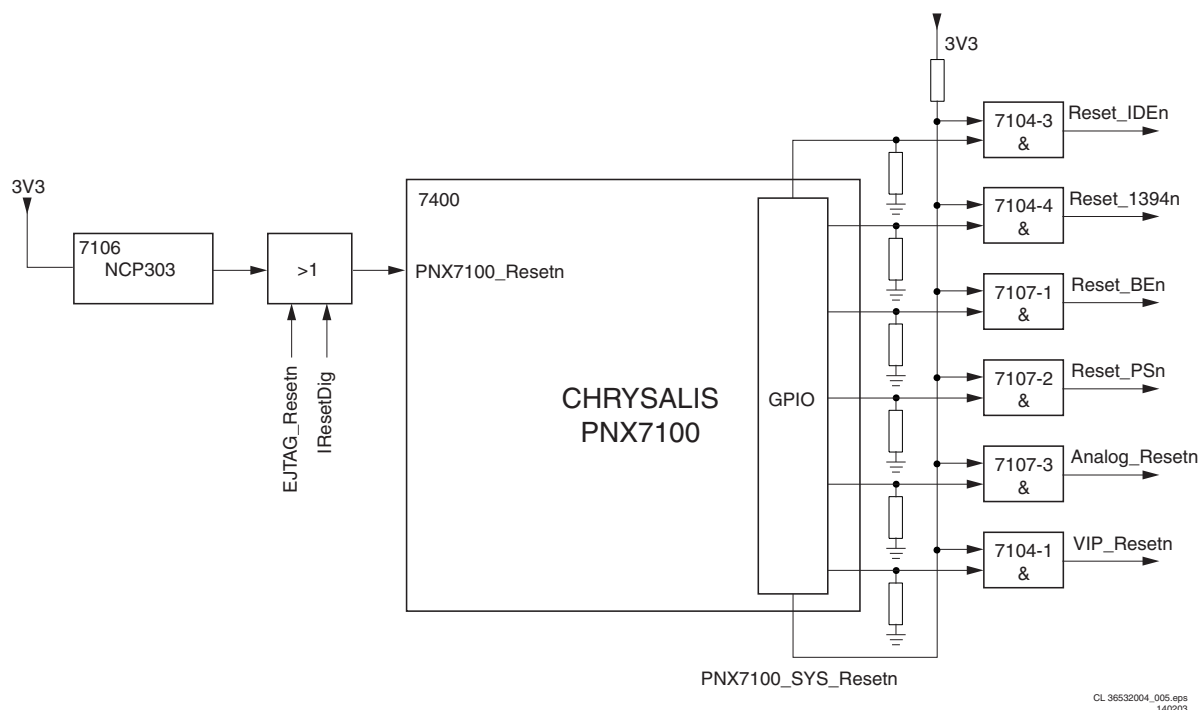 3V3
7106
NCP303
>1
EJTAG_Resetn
IResetDig
7400
PNX7100_Resetn
CHRYSALIS
PNX7100
GPIO
PNX7100_SYS_Resetn
3V3
7104-3
&
Reset_IDEn
7104-4
&
Reset_1394n
7107-1
&
Reset_BEn
7107-2
&
Reset_PSn
7107-3
&
Analog_Resetn
7104-1
&
VIP_Resetn
CL 36532004_005.eps
140203